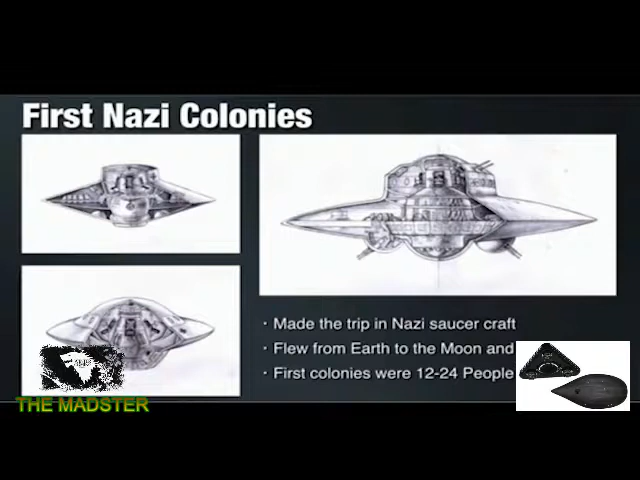 First Nazi Colonies
· Made the trip in Nazi saucer craft
· Flew from Earth to the Moon and
· First colonies were 12-24 People
THE MADSTER